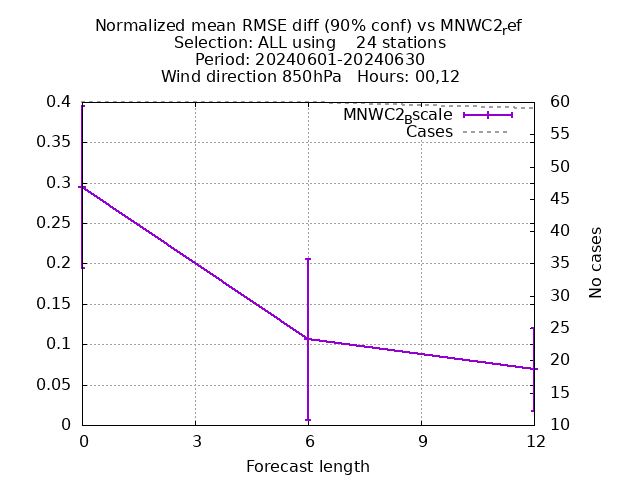 Normalized mean RMSE diff (90% conf) vs MNWC2ref
Selection: ALL using    24 stations
Period: 20240601-20240630
Wind direction 850hPa   Hours: 00,12
MNWC2Bscale
Cases
0.4
0.35
0.3
0.25
0.2
0.15
0.1
0.05
0
60
55
50
45
40
35
30
25
20
15
10
No cases
0 3 6 9 12
Forecast length